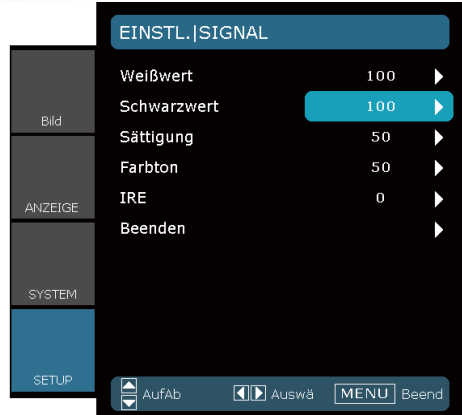 EINSTL.|SIGNAL
Weißwert 100
Schwarzwert 100
Sättigung 50
Farbton 50
IRE 0
Beenden
Bild
ANZEIGE
SYSTEM
SETUP
AufAb Auswä MENU Beend